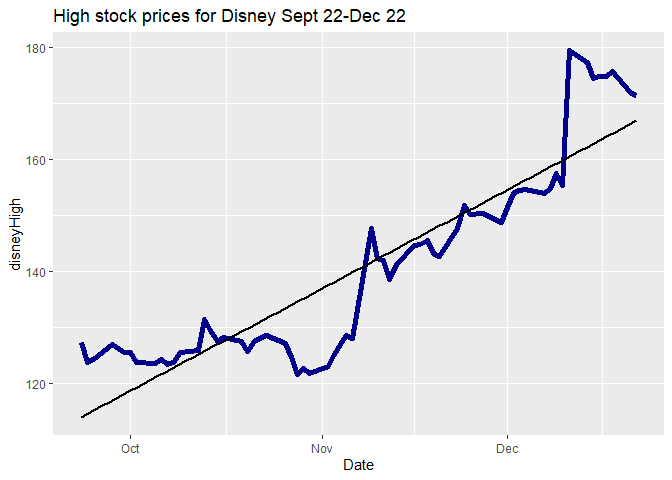 High stock prices for Disney Sept 22-Dec 22
180
160
140
120
disneyHigh
Oct Nov Dec
Date